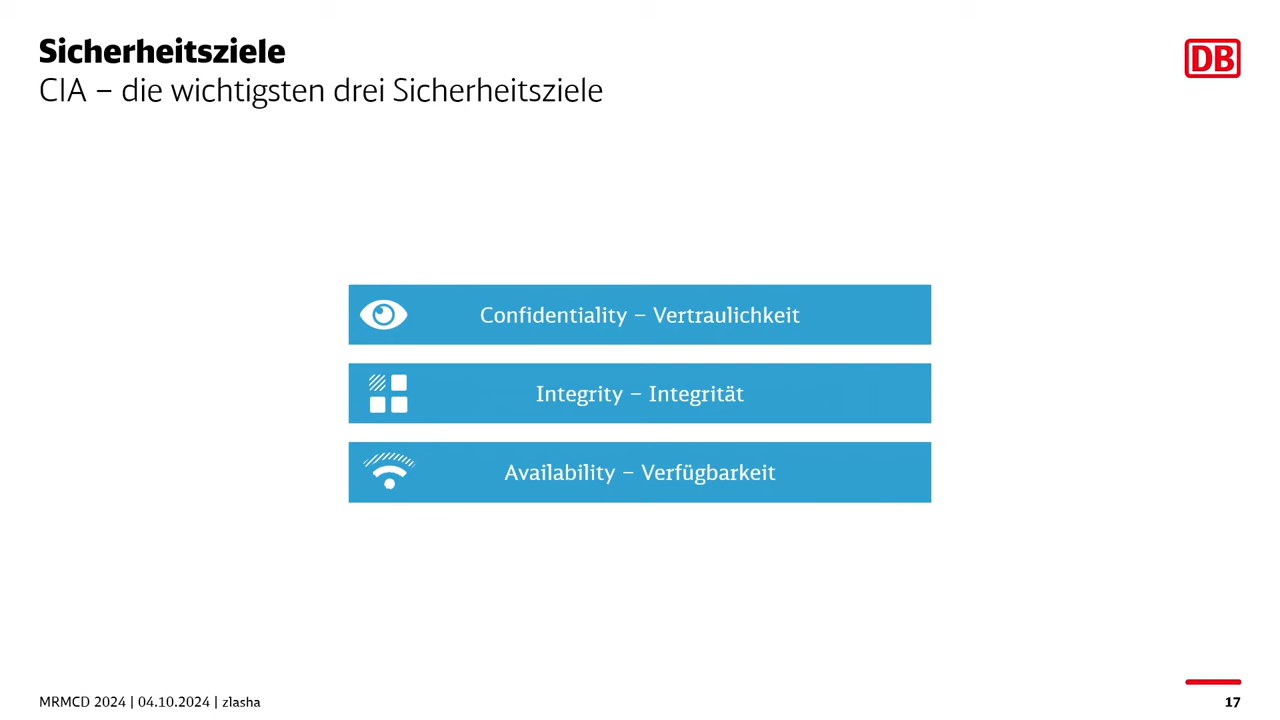 Sicherheitsziele
CIA – die wichtigsten drei Sicherheitsziele
DB
Confidentiality – Vertraulichkeit
Integrity – Integrität
Availability – Verfügbarkeit
MRMCD 2024 | 04.10.2024 | zlasha
17